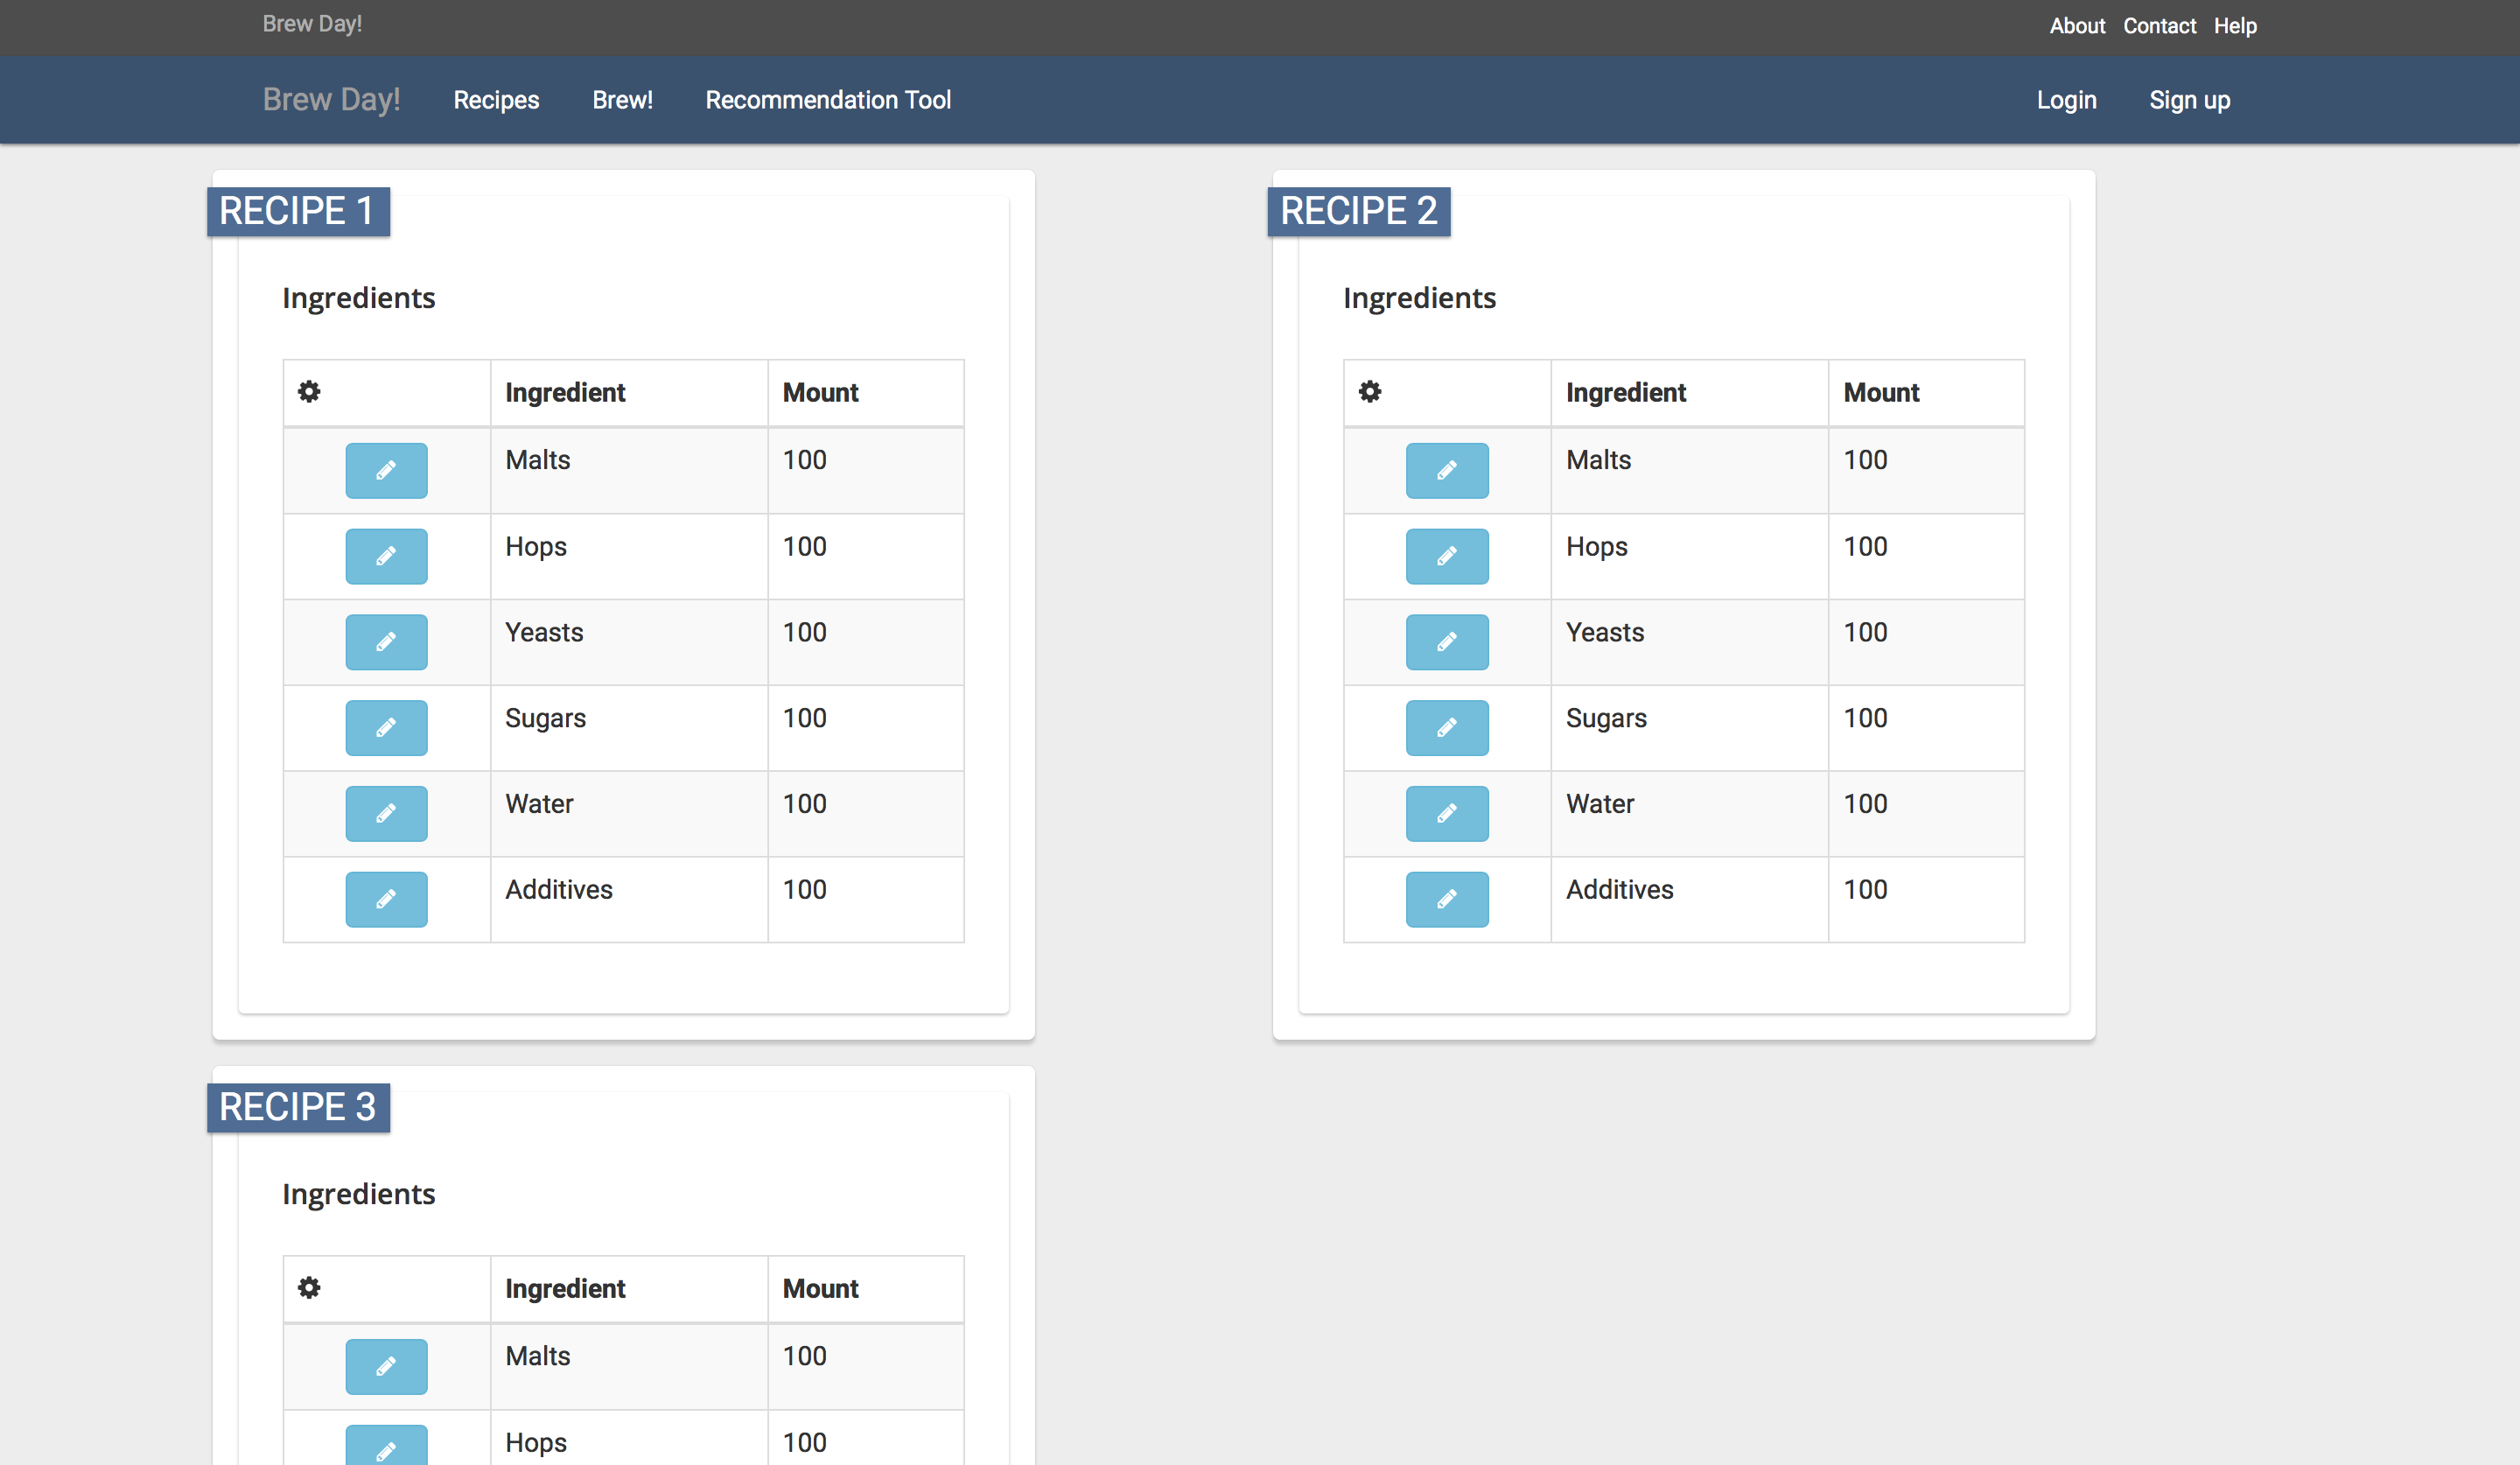 Brew Day!
About Contact Help
Brew Day! Recipes Brew! Recommendation Tool Login Sign up
RECIPE 1
Ingredients
Ingredient Mount
Malts 100
Hops 100
Yeasts 100
Sugars 100
Water 100
Additives 100
RECIPE 2
Ingredients
Ingredient Mount
Malts 100
Hops 100
Yeasts 100
Sugars 100
Water 100
Additives 100
RECIPE 3
Ingredients
Ingredient Mount
Malts 100
Hops 100